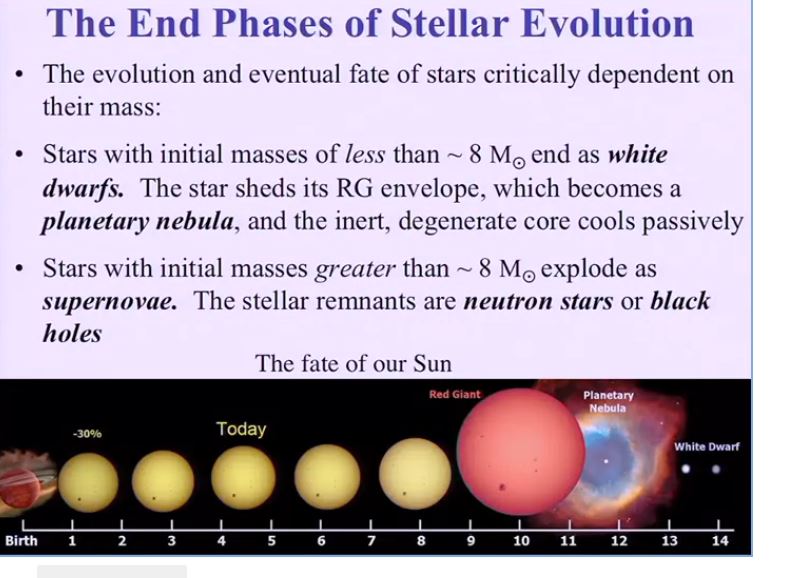 The End Phases of Stellar Evolution
• The evolution and eventual fate of stars critically dependent on
their mass:
• Stars with initial masses of less than ~ 8 M⊙ end as white
dwarfs. The star sheds its RG envelope, which becomes a
planetary nebula, and the inert, degenerate core cools passively
• Stars with initial masses greater than ~ 8 M⊙ explode as
supernovae. The stellar remnants are neutron stars or black
holes
The fate of our Sun
Red Giant
Planetary
Nebula
-30%
Today
White Dwarf
Birth 1 2 3 4 5 6 7 8 9 10 11 12 13 14